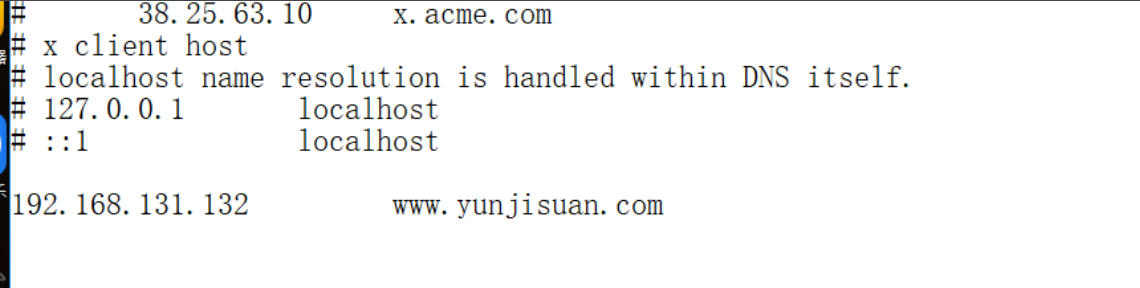 #        38.25.63.10     x.acme.com
# x client host
# localhost name resolution is handled within DNS itself.
# 127.0.0.1       localhost
# ::1             localhost
192.168.131.132         www.yunjisuan.com